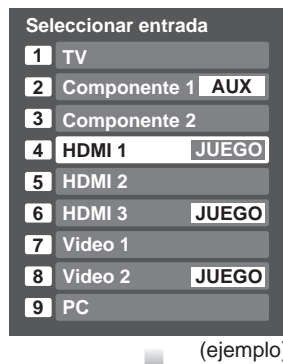 Seleccionar entrada
1 TV
2 Componente 1 AUX
3 Componente 2
4 HDMI 1 JUEGO
5 HDMI 2
6 HDMI 3 JUEGO
7 Video 1
8 Video 2 JUEGO
9 PC
(ejemplo)